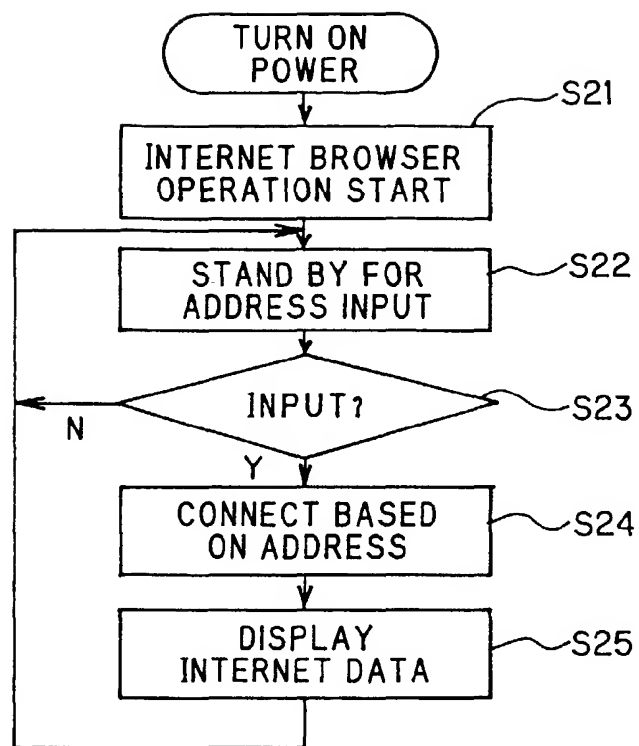 TURN ON
POWER
S21
INTERNET BROWSER
OPERATION START
S22
STAND BY FOR
ADDRESS INPUT
INPUT?
S23
N
Y
CONNECT BASED
ON ADDRESS
S24
DISPLAY
INTERNET DATA
S25